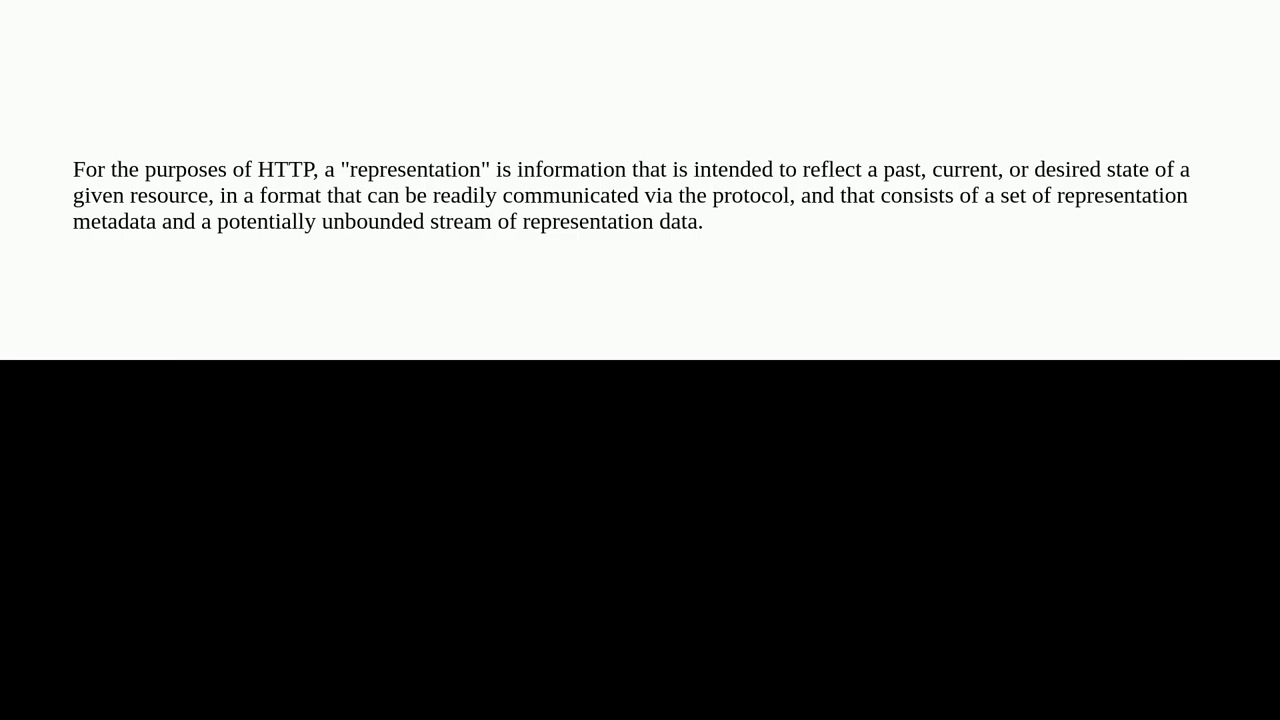 For the purposes of HTTP, a "representation" is information that is intended to reflect a past, current, or desired state of a
given resource, in a format that can be readily communicated via the protocol, and that consists of a set of representation
metadata and a potentially unbounded stream of representation data.